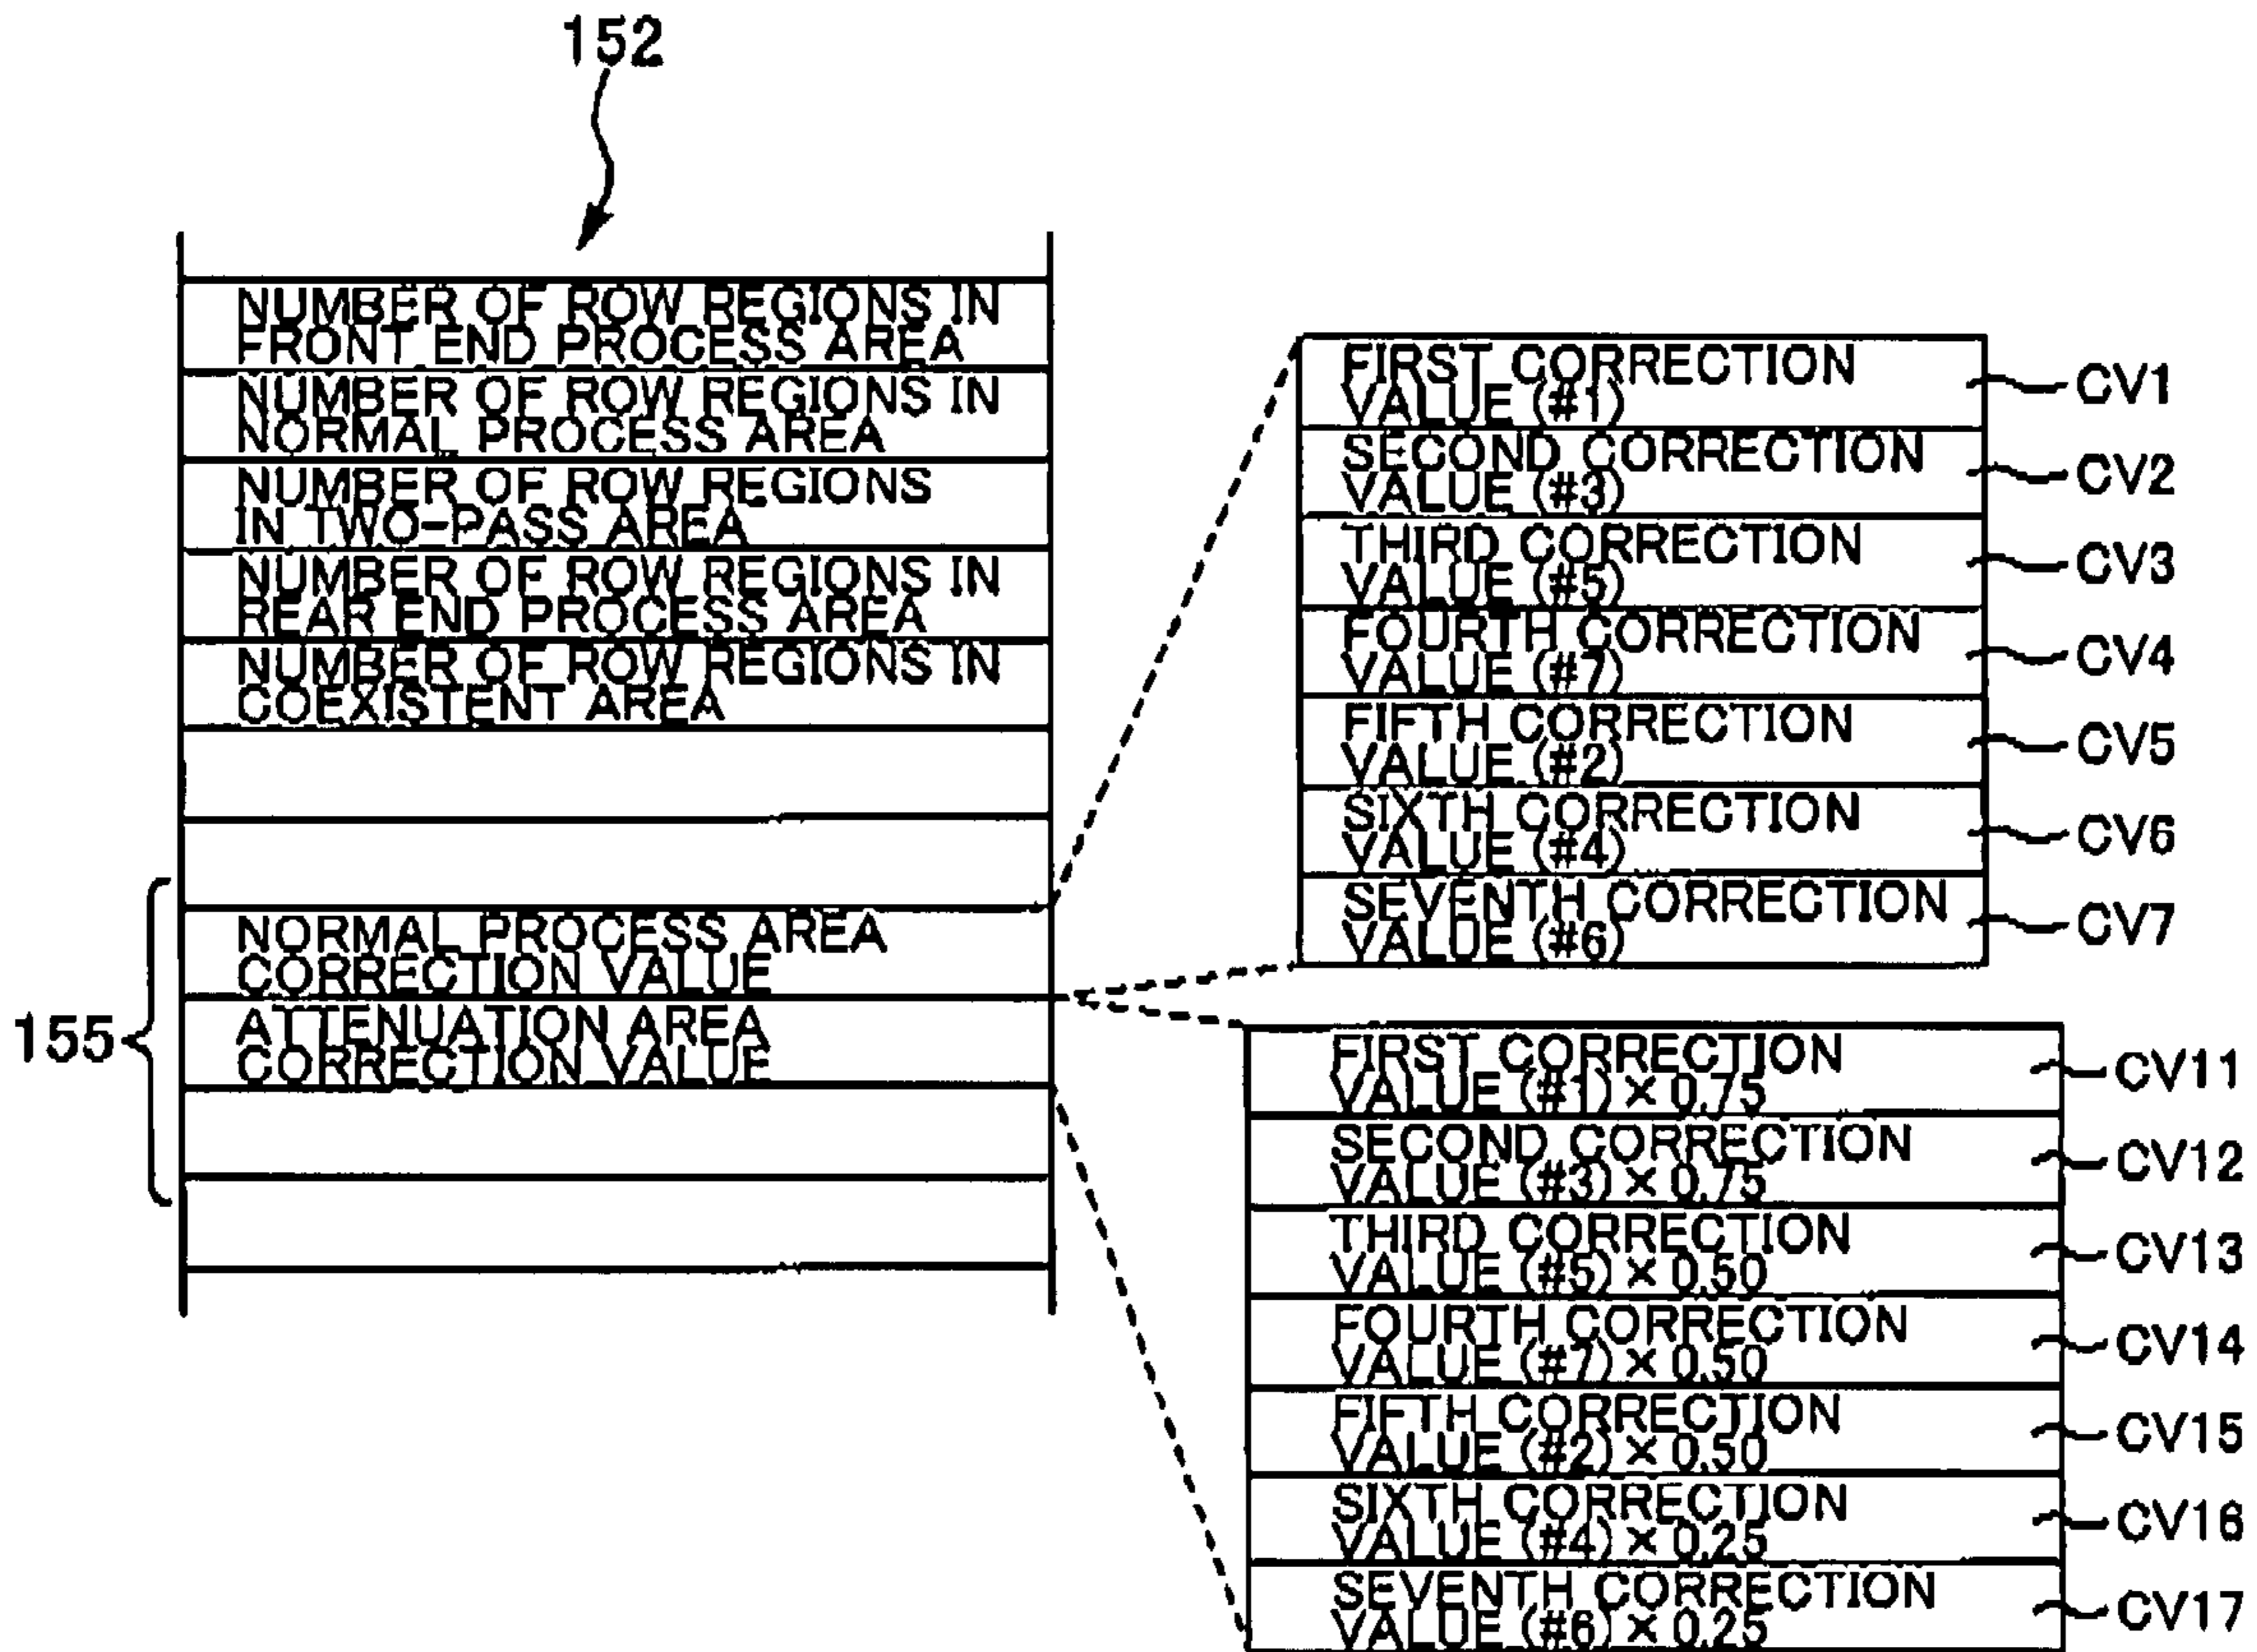 152
NUMBER OF ROW REGIONS IN
FRONT END PROCESS AREA
NUMBER OF ROW REGIONS IN
NORMAL PROCESS AREA
NUMBER OF ROW REGIONS
IN TWO-PASS AREA
NUMBER OF ROW REGIONS IN
REAR END PROCESS AREA
NUMBER OF ROW REGIONS IN
COEXISTENT AREA
155
NORMAL PROCESS AREA
CORRECTION VALUE
ATTENUATION AREA
CORRECTION VALUE
FIRST CORRECTION
VALUE (#1)
CV1
SECOND CORRECTION
VALUE (#3)
CV2
THIRD CORRECTION
VALUE (#5)
CV3
FOURTH CORRECTION
VALUE (#7)
CV4
FIFTH CORRECTION
VALUE (#2)
CV5
SIXTH CORRECTION
VALUE (#4)
CV6
SEVENTH CORRECTION
VALUE (#6)
CV7
FIRST CORRECTION
VALUE (#1) × 0.75
CV11
SECOND CORRECTION
VALUE (#3) × 0.75
CV12
THIRD CORRECTION
VALUE (#5) × 0.50
CV13
FOURTH CORRECTION
VALUE (#7) × 0.50
CV14
FIFTH CORRECTION
VALUE (#2) × 0.50
CV15
SIXTH CORRECTION
VALUE (#4) × 0.25
CV16
SEVENTH CORRECTION
VALUE (#6) × 0.25
CV17